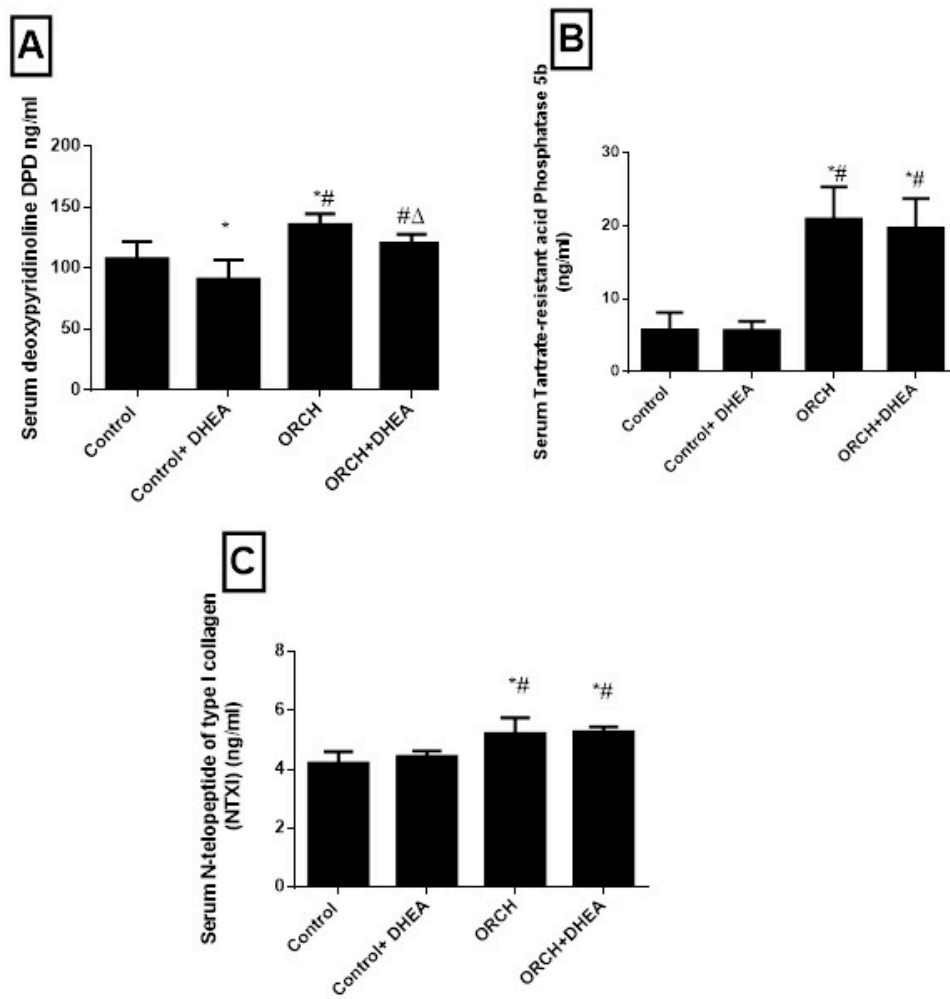 A
Serum deoxypyridinoline DPD ng/ml
200
150
100
50
0
*
*#
#Δ
Control
Control+ DHEA
ORCH
ORCH+DHEA
B
Serum Tartrate-resistant acid Phosphatase 5b
(ng/ml)
30
20
10
0
*#
*#
Control
Control+ DHEA
ORCH
ORCH+DHEA
C
Serum N-telopeptide of type I collagen
(NTXI) (ng/ml)
8
6
4
2
0
*#
*#
Control
Control+ DHEA
ORCH
ORCH+DHEA